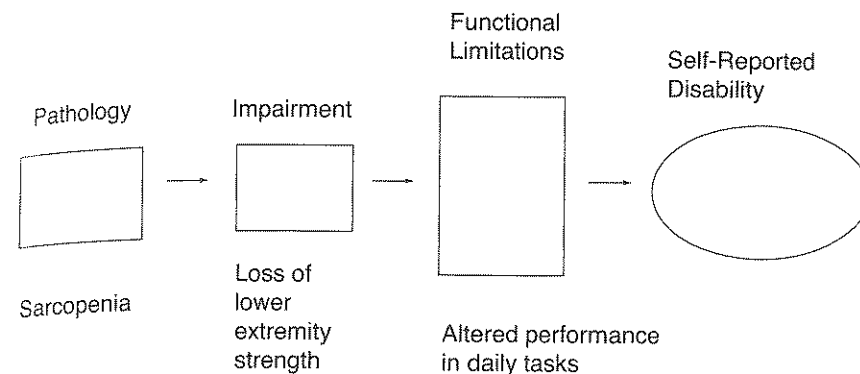 Functional
Limitations
Self-Reported
Disability
Pathology
Impairment
Sarcopenia
Loss of
lower
extremity
strength
Altered performance
in daily tasks